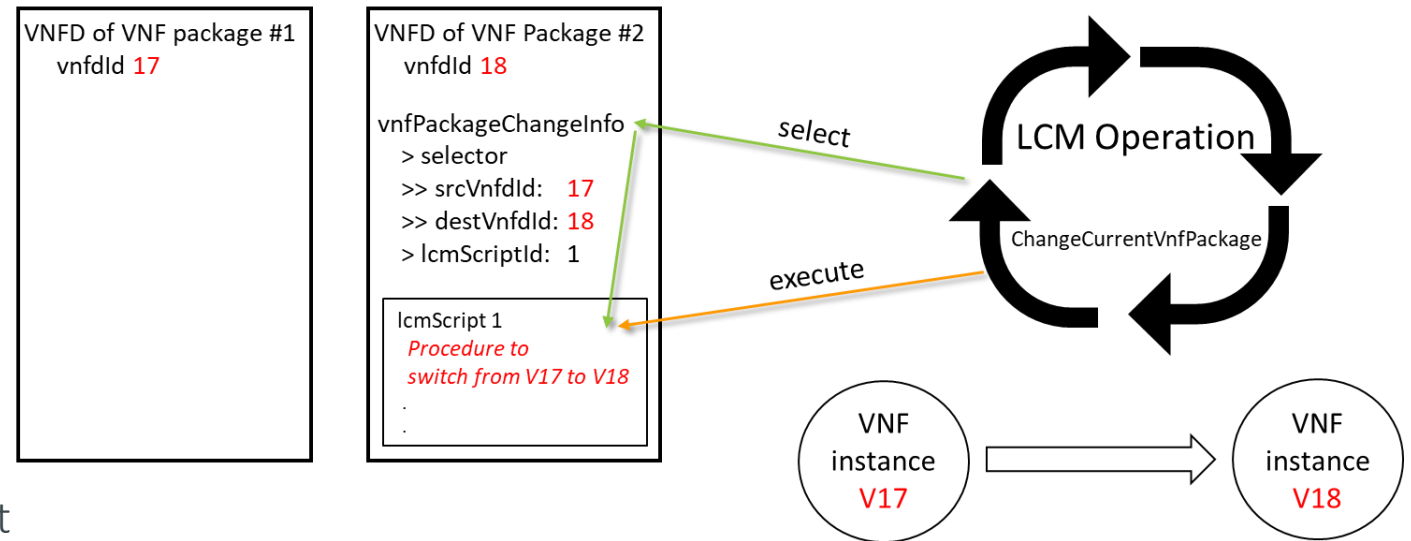 VNFD of VNF package #1
vnfdId 17
VNFD of VNF Package #2
vnfdId 18
vnfPackageChangeInfo
> selector
>> srcVnfdId: 17
>> destVnfdId: 18
> lcmScriptId: 1
lcmScript 1
Procedure to
switch from V17 to V18
.
.
select
execute
LCM Operation
ChangeCurrentVnfPackage
VNF
instance
V17
VNF
instance
V18
t